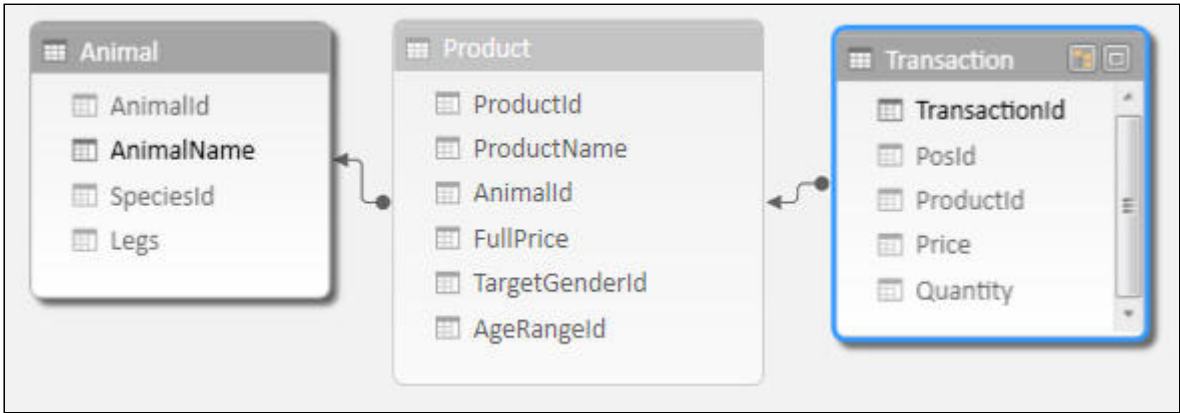 Animal
AnimalId
AnimalName
SpeciesId
Legs
Product
ProductId
ProductName
AnimalId
FullPrice
TargetGenderId
AgeRangeId
Transaction
TransactionId
PosId
ProductId
Price
Quantity